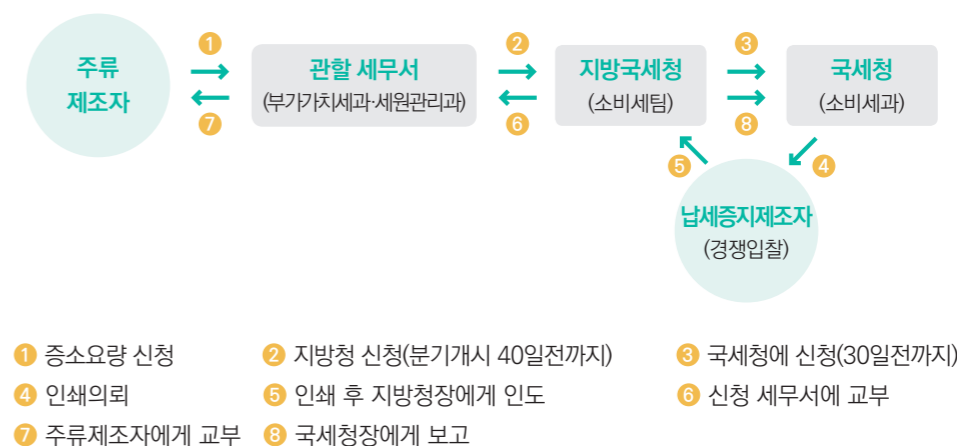 주류
제조자
1
7
관할 세무서
(부가가치세과·세원관리과)
2
6
지방국세청
(소비세팀)
3
8
국세청
(소비세과)
5
4
납세증지제조자
(경쟁입찰)
1 증소요량 신청
2 지방청 신청(분기개시 40일전까지)
3 국세청에 신청(30일전까지)
4 인쇄의뢰
5 인쇄 후 지방청장에게 인도
6 신청 세무서에 교부
7 주류제조자에게 교부
8 국세청장에게 보고